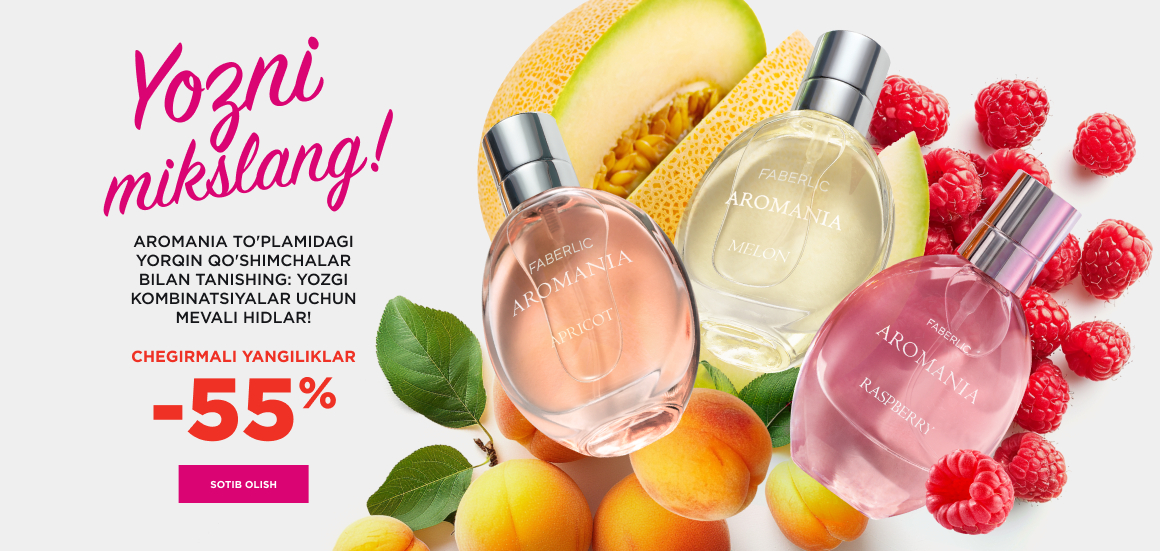 Yozni
mikslang!
AROMANIA TO'PLAMIDAGI
YORQIN QO'SHIMCHALAR
BILAN TANISHING: YOZGI
KOMBINATSIYALAR UCHUN
MEVALI HIDLAR!
CHEGIRMALI YANGILIKLAR
-55%
SOTIB OLISH
FABERLIC
AROMANIA
APRICOT
FABERLIC
AROMANIA
MELON
FABERLIC
AROMANIA
RASPBERRY